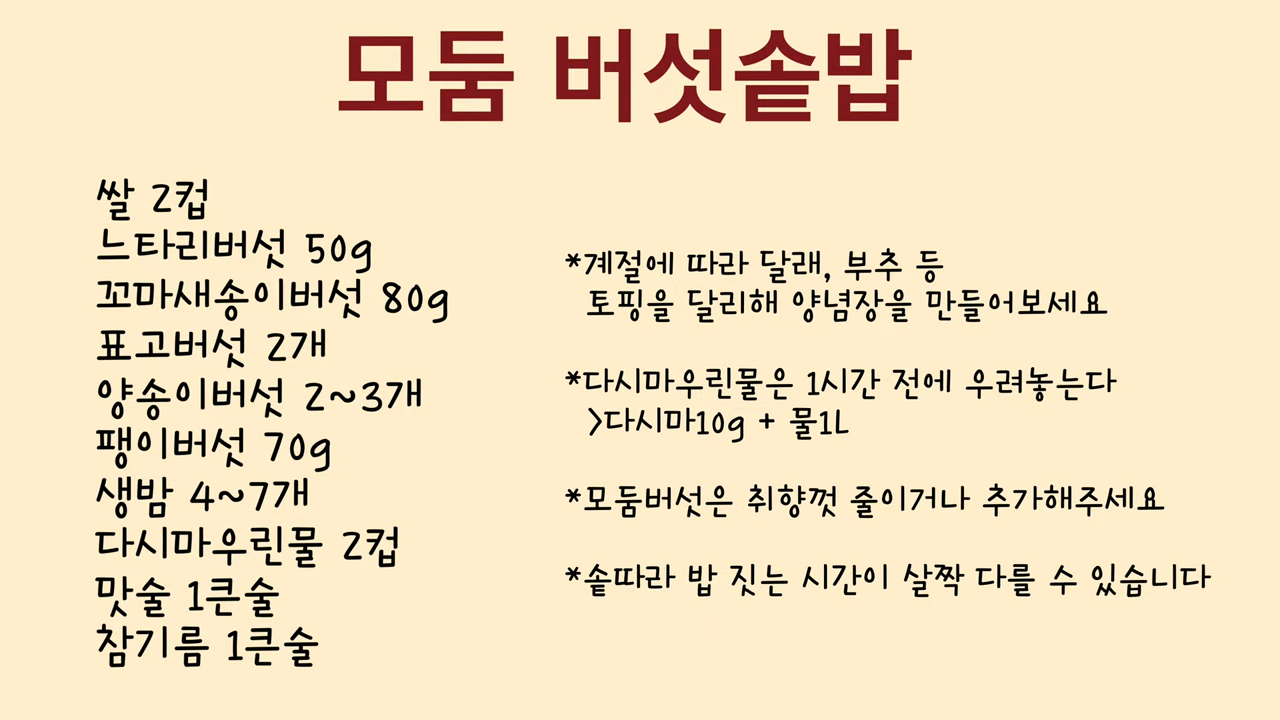 모둠 버섯솥밥
쌀 2컵
느타리버섯 50g
꼬마새송이버섯 80g
표고버섯 2개
양송이버섯 2~3개
팽이버섯 70g
생밤 4~7개
다시마우린물 2컵
맛술 1큰술
참기름 1큰술
*계절에 따라 달래, 부추 등
토핑을 달리해 양념장을 만들어보세요
*다시마우린물은 1시간 전에 우려놓는다
>다시마10g + 물1L
*모둠버섯은 취향껏 줄이거나 추가해주세요
*솥따라 밥 짓는 시간이 살짝 다를 수 있습니다